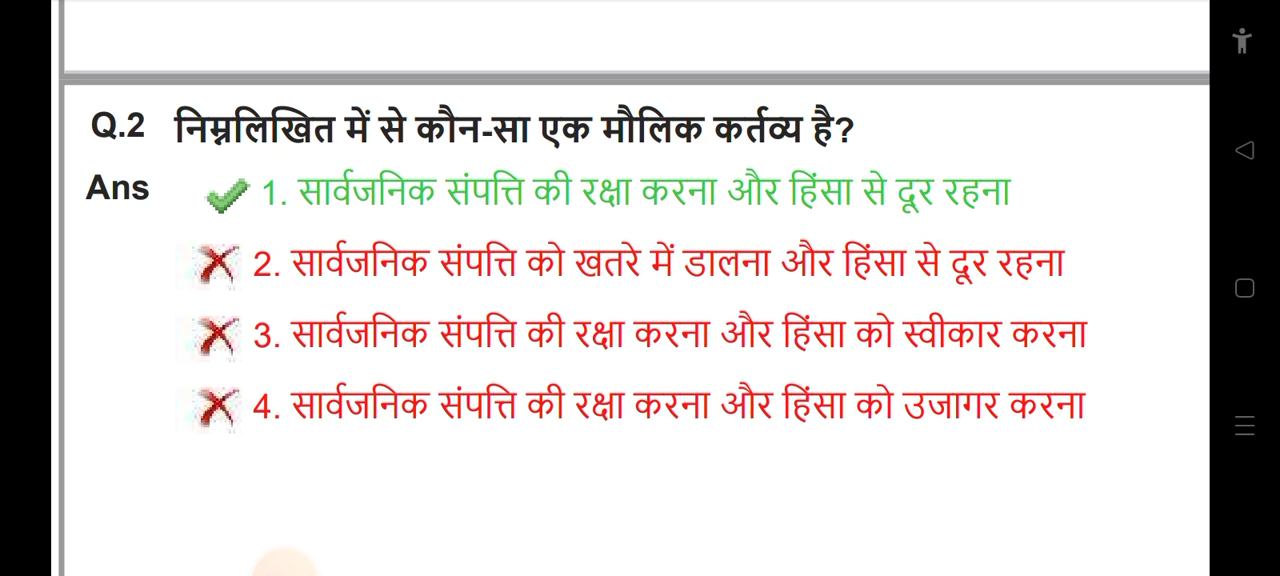 Q.2 निम्नलिखित में से कौन-सा एक मौलिक कर्तव्य है?
Ans 1. सार्वजनिक संपत्ति की रक्षा करना और हिंसा से दूर रहना
2. सार्वजनिक संपत्ति को खतरे में डालना और हिंसा से दूर रहना
3. सार्वजनिक संपत्ति की रक्षा करना और हिंसा को स्वीकार करना
4. सार्वजनिक संपत्ति की रक्षा करना और हिंसा को उजागर करना